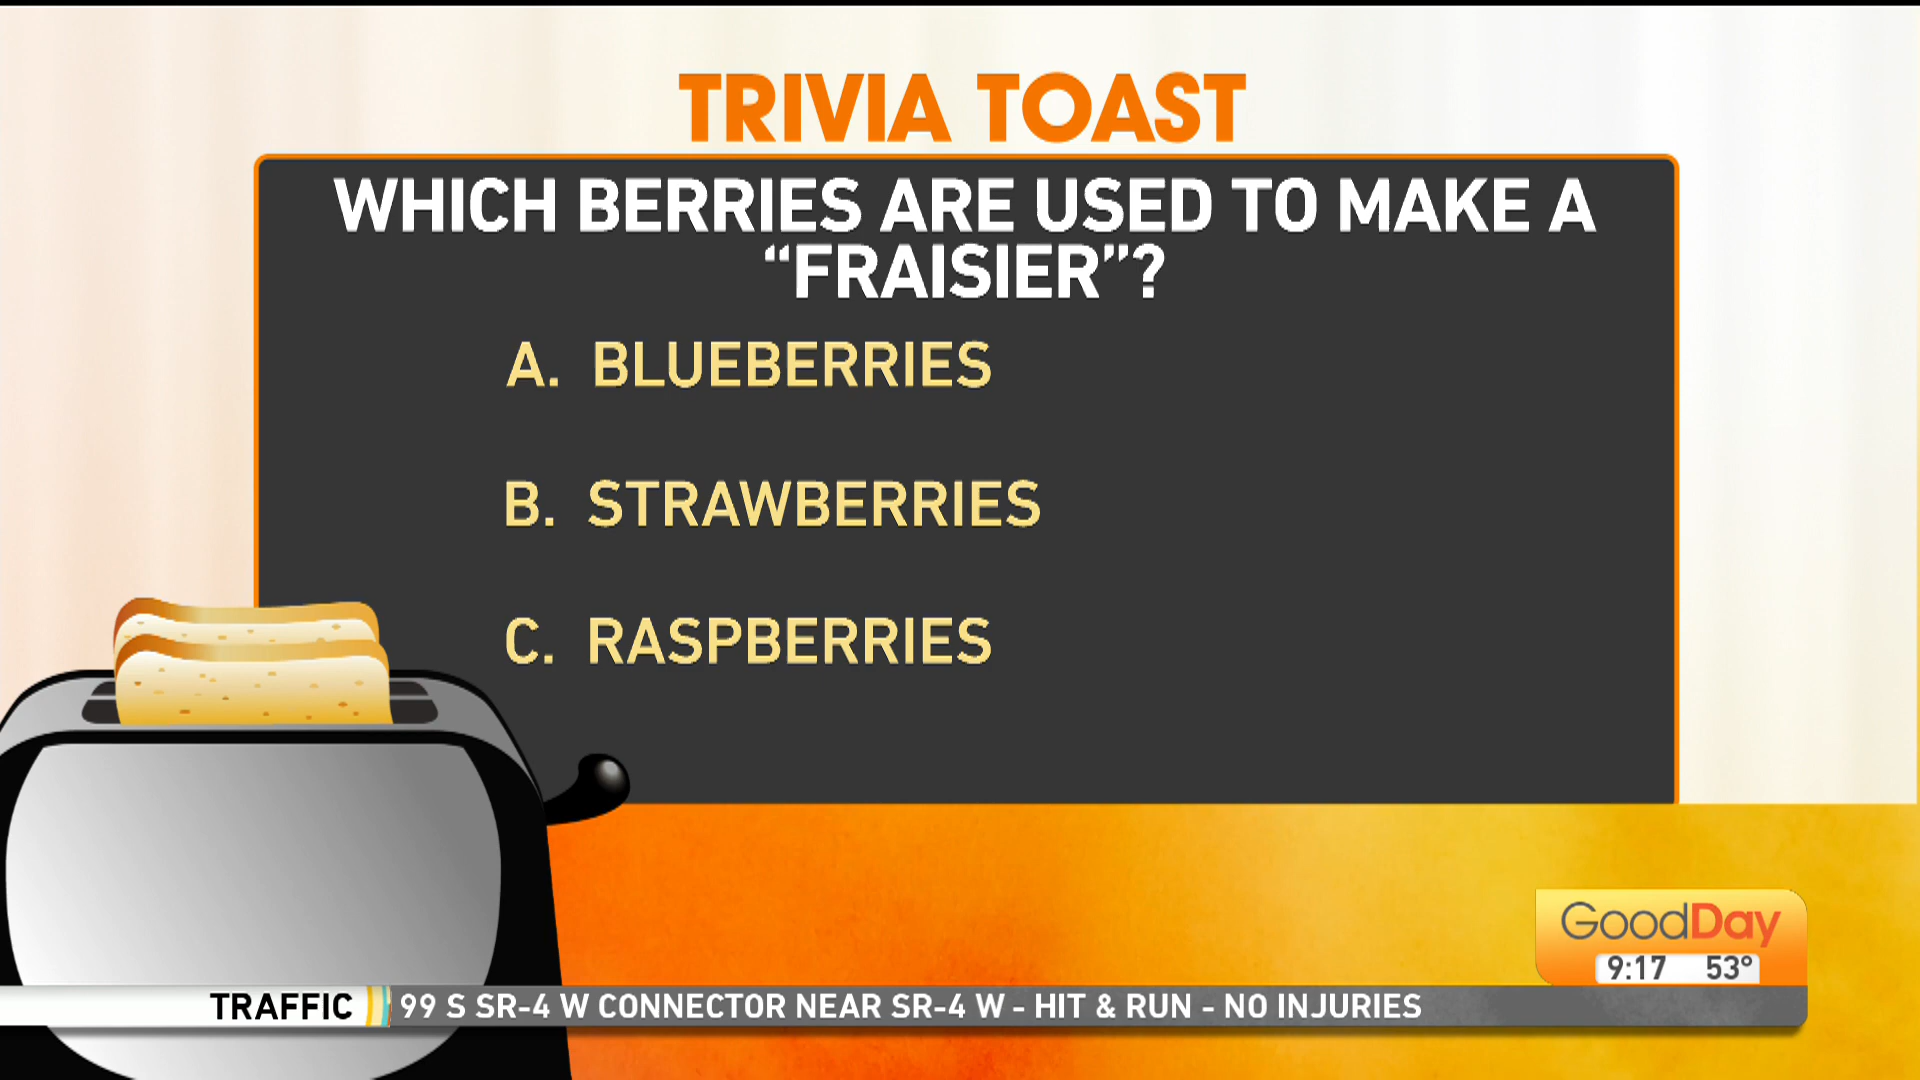 TRIVIA TOAST
WHICH BERRIES ARE USED TO MAKE A
“FRAISIER”?
A. BLUEBERRIES
B. STRAWBERRIES
C. RASPBERRIES
GoodDay
9:17 53°
TRAFFIC 99 S SR-4 W CONNECTOR NEAR SR-4 W - HIT & RUN - NO INJURIES